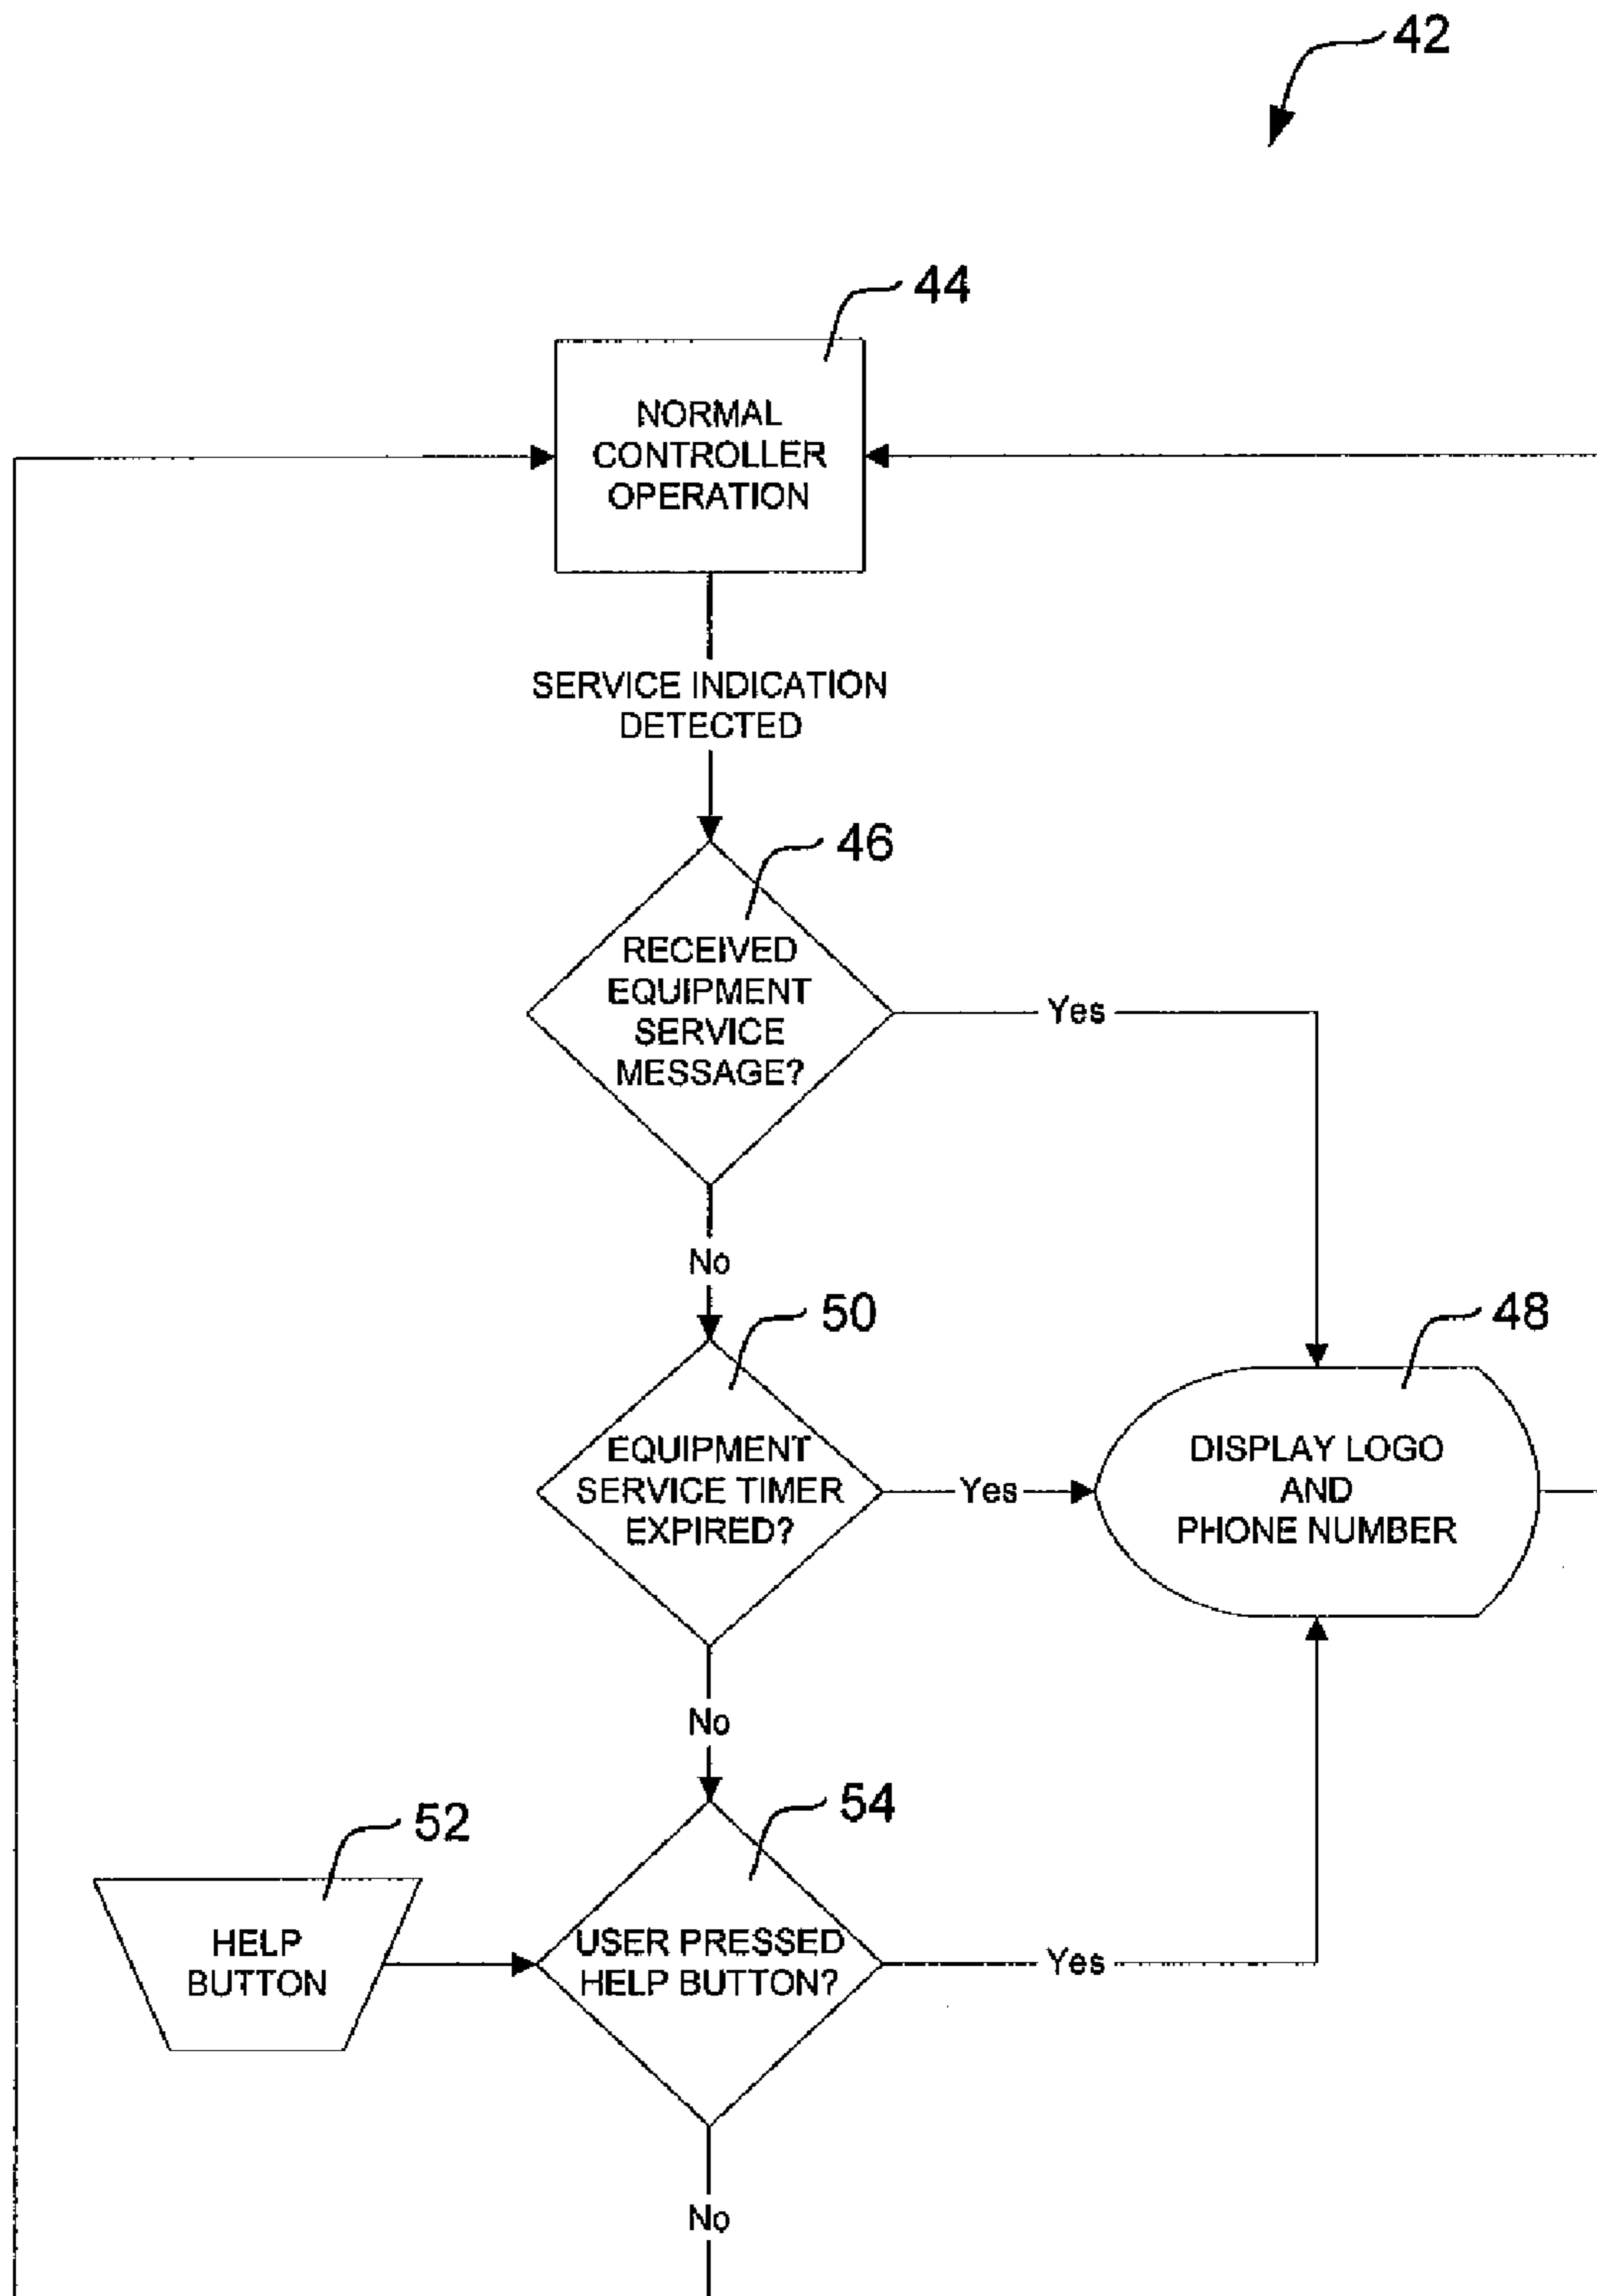 42
44
NORMAL
CONTROLLER
OPERATION
SERVICE INDICATION
DETECTED
46
RECEIVED
EQUIPMENT
SERVICE
MESSAGE?
Yes
No
50
48
EQUIPMENT
SERVICE TIMER
EXPIRED?
Yes
DISPLAY LOGO
AND
PHONE NUMBER
No
52
54
HELP
BUTTON
USER PRESSED
HELP BUTTON?
Yes
No